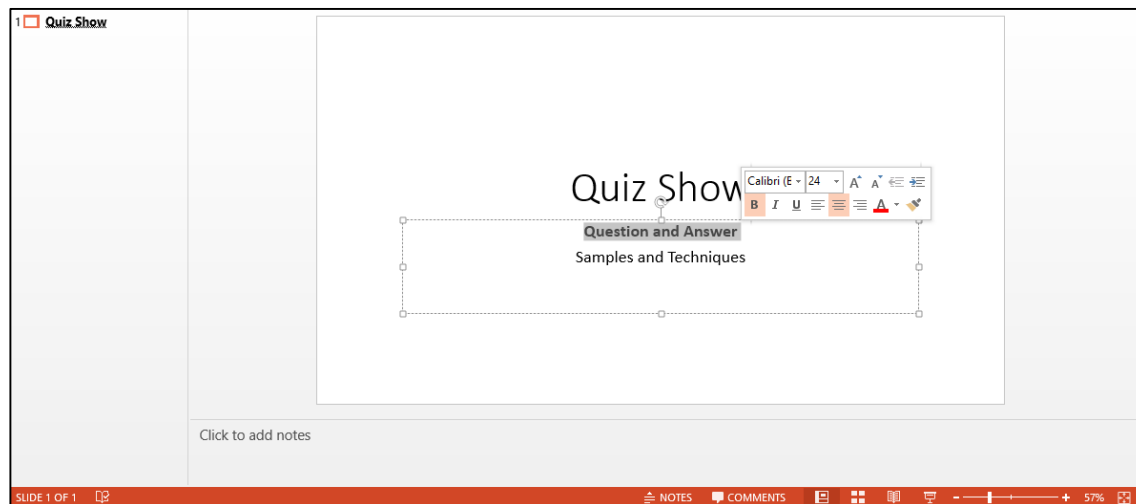 1 Quiz Show
Quiz Show
Calibri (E 24 A A
B I U A
Question and Answer
Samples and Techniques
Click to add notes
SLIDE 1 OF 1 NOTES COMMENTS - + 57%